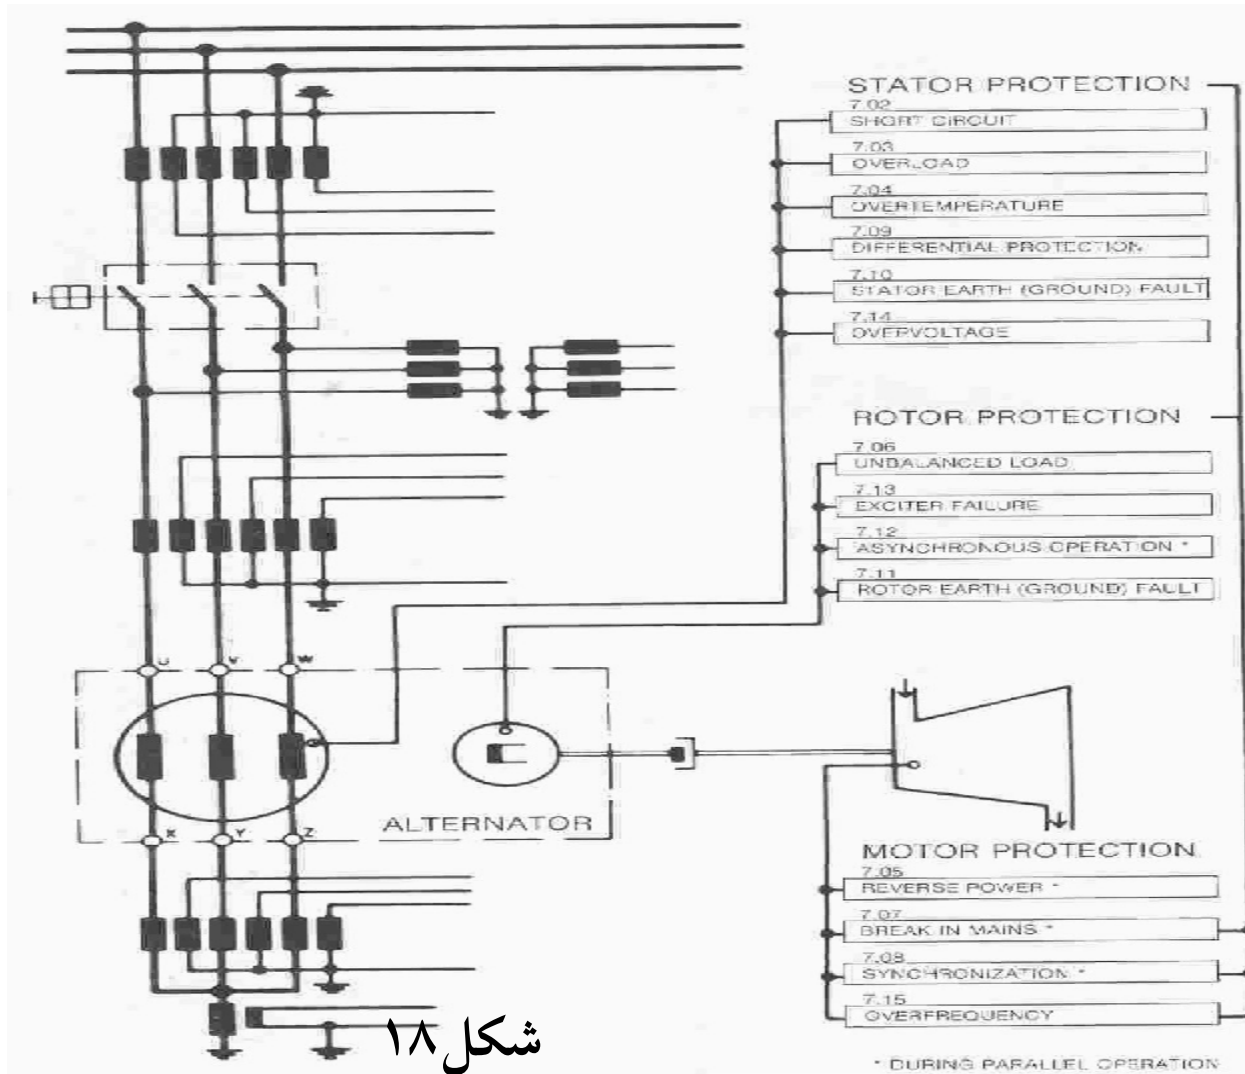 STATOR PROTECTION
7.02
SHORT CIRCUIT
7.03
OVERLOAD
7.04
OVERTEMPERATURE
7.09
DIFFERENTIAL PROTECTION
7.10
STATOR EARTH (GROUND) FAULT
7.14
OVERVOLTAGE
ROTOR PROTECTION
7.06
UNBALANCED LOAD
7.13
EXCITER FAILURE
7.12
ASYNCHRONOUS OPERATION *
7.11
ROTOR EARTH (GROUND) FAULT
U V W
ALTERNATOR
X Y Z
MOTOR PROTECTION
7.05
REVERSE POWER *
7.07
BREAK IN MAINS *
7.08
SYNCHRONIZATION *
7.15
OVERFREQUENCY
* DURING PARALLEL OPERATION
شکل۱۸